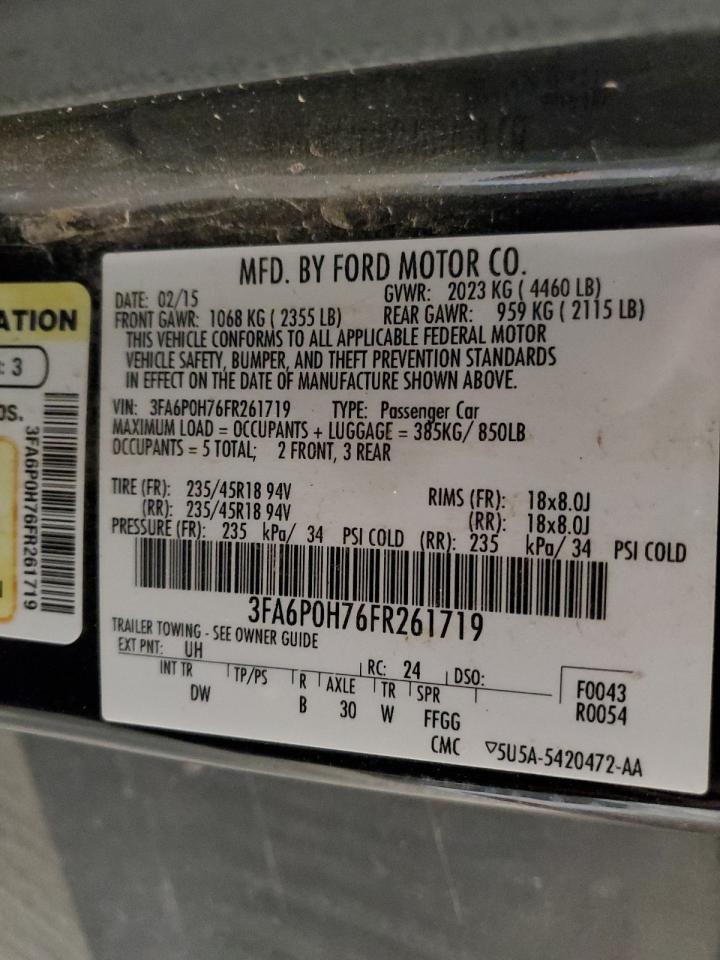 ATION
: 3
OS.
3FA6P0H76FR261719
MFD. BY FORD MOTOR CO.
DATE: 02/15 GVWR: 2023 KG ( 4460 LB)
FRONT GAWR: 1068 KG ( 2355 LB) REAR GAWR: 959 KG ( 2115 LB)
THIS VEHICLE CONFORMS TO ALL APPLICABLE FEDERAL MOTOR
VEHICLE SAFETY, BUMPER, AND THEFT PREVENTION STANDARDS
IN EFFECT ON THE DATE OF MANUFACTURE SHOWN ABOVE.
VIN: 3FA6P0H76FR261719 TYPE: Passenger Car
MAXIMUM LOAD = OCCUPANTS + LUGGAGE = 385KG/ 850LB
OCCUPANTS = 5 TOTAL; 2 FRONT, 3 REAR
TIRE (FR): 235/45R18 94V RIMS (FR): 18x8.0J
(RR): 235/45R18 94V (RR): 18x8.0J
PRESSURE (FR): 235 kPa/ 34 PSI COLD (RR): 235 kPa/ 34 PSI COLD
3FA6P0H76FR261719
TRAILER TOWING - SEE OWNER GUIDE
EXT PNT: UH RC: 24 DSO:
INT TR TP/PS R AXLE TR SPR F0043
DW B 30 W FFGG R0054
CMC ▽5U5A-5420472-AA